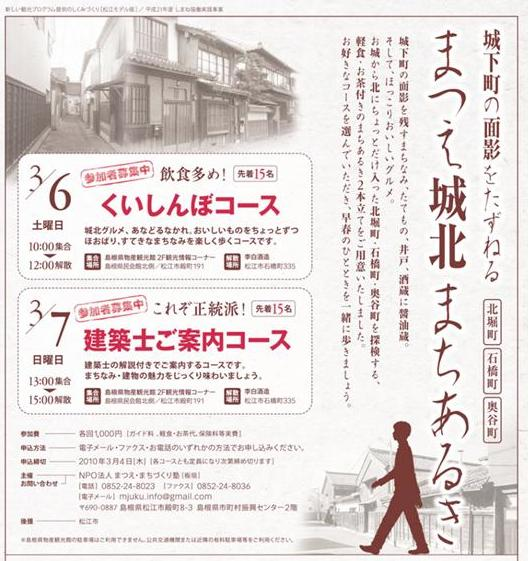 新しい観光プログラム提供のしくみづくり[松江モデル版]／平成21年度 しまね協働実践事業
城下町の面影をたずねる
まつえ城北まちあるき
北堀町
石橋町
奥谷町
城下町の面影を残すまちなみ、たてもの、井戸、酒蔵に醤油蔵。
そして、ほっこりおいしいグルメ。
お城から北にちょっとだけ入った北堀町・石橋町・奥谷町を探検する、
軽食・お茶付きのまちあるき2本立てをご用意いたしました。
お好きなコースを選んでいただき、早春のひとときを一緒に歩きましょう。
3/6
土曜日
10:00集合
12:00解散
参加者募集中
飲食多め！
先着15名
くいしんぼコース
城北グルメ、あなどるなかれ。おいしいものをちょっとずつ
ほおばり、すてきなまちなみを楽しく歩くコースです。
集合場所 島根県物産観光館 2F観光情報コーナー
島根県民会館北側／松江市殿町191
解散場所 李白酒造
松江市石橋町335
3/7
日曜日
13:00集合
15:00解散
参加者募集中
これぞ正統派！
先着15名
建築士ご案内コース
建築士の解説付きでご案内するコースです。
まちなみ・建物の魅力をじっくり味わいましょう。
集合場所 島根県物産観光館 2F観光情報コーナー
島根県民会館北側／松江市殿町191
解散場所 李白酒造
松江市石橋町335
参加費 各回1,000円［ガイド料、軽食・お茶代、保険料等実費］
申込方法 電子メール・ファクス・お電話のいずれかの方法でお申し込みください。
申込締切 2010年3月4日[木]［各コースとも定員になり次第締め切ります］
主催 お問い合わせ NPO法人 まつえ・まちづくり塾
［電話］0852-24-8023 ［ファクス］0852-24-8036
［電子メール］mjuku.info@gmail.com
〒690-0887 島根県松江市殿町8-3 島根県市町村振興センター2階
後援 松江市
※島根県物産観光館の駐車場はご利用できません。公共交通機関または近隣の有料駐車場等をご利用ください。